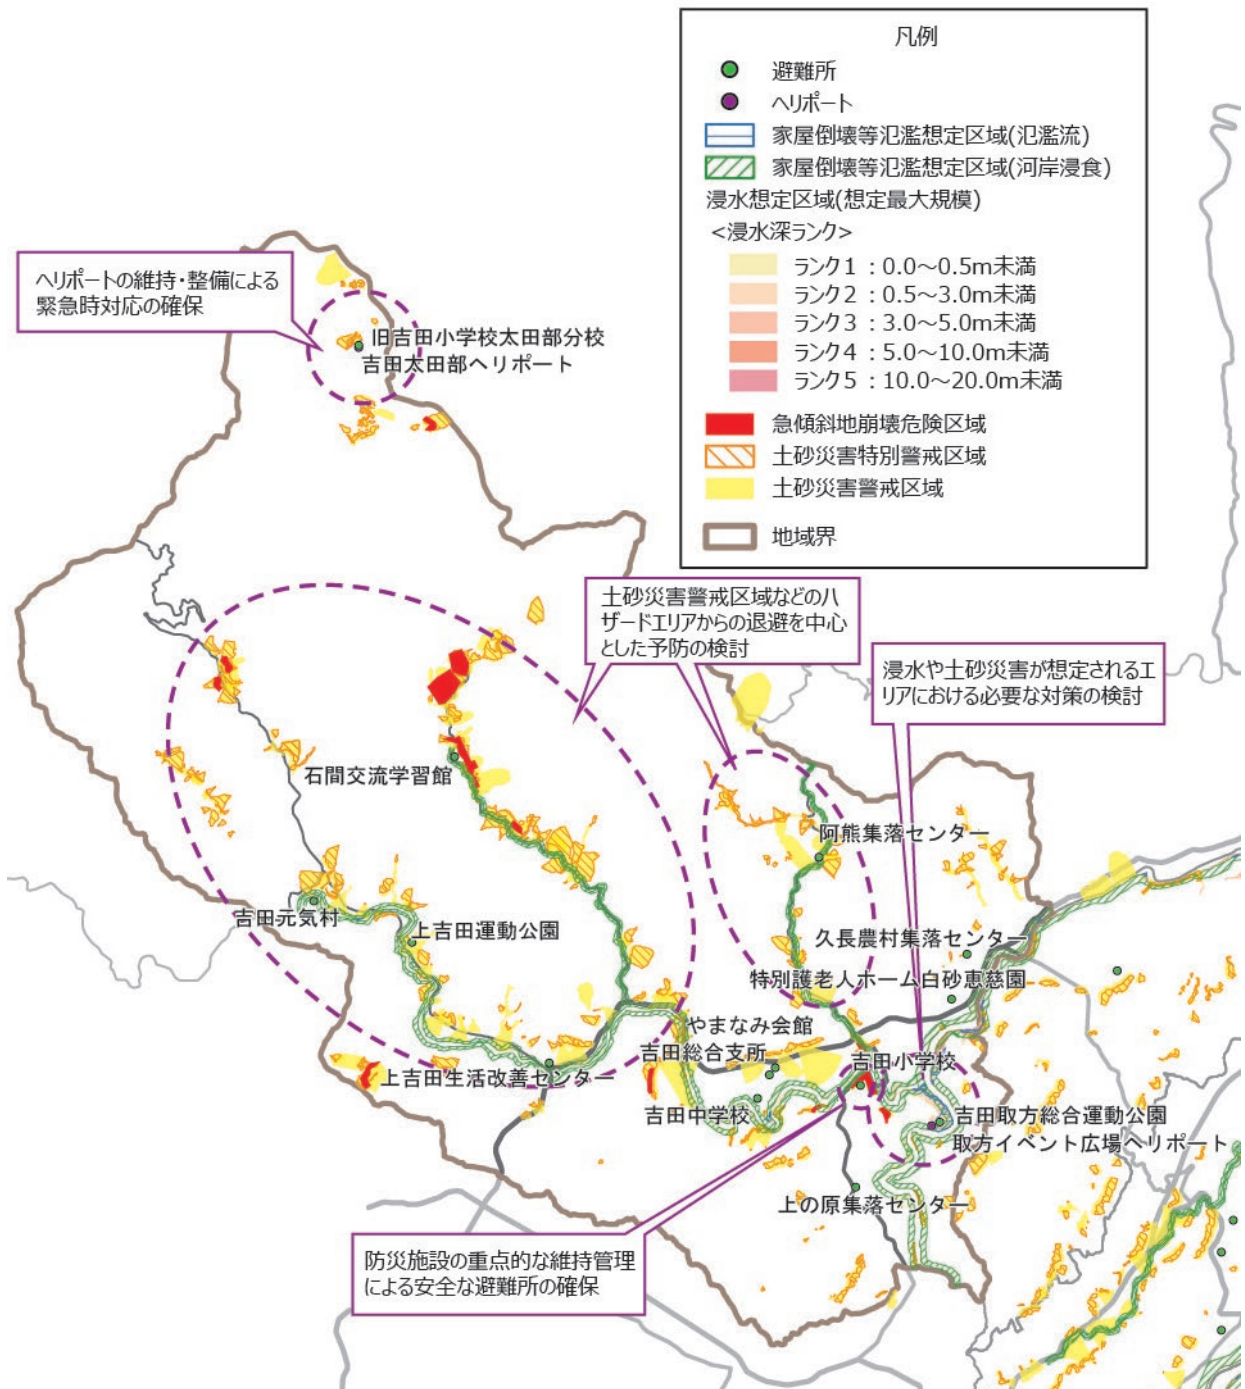 凡例
避難所
ヘリポート
家屋倒壊等氾濫想定区域(氾濫流)
家屋倒壊等氾濫想定区域(河岸浸食)
浸水想定区域(想定最大規模)
<浸水深ランク>
ランク1 : 0.0~0.5m未満
ランク2 : 0.5~3.0m未満
ランク3 : 3.0~5.0m未満
ランク4 : 5.0~10.0m未満
ランク5 : 10.0~20.0m未満
急傾斜地崩壊危険区域
土砂災害特別警戒区域
土砂災害警戒区域
地域界
ヘリポートの維持・整備による
緊急時対応の確保
旧吉田小学校太田部分校
吉田太田部ヘリポート
土砂災害警戒区域などのハ
ザードエリアからの退避を中心
とした予防の検討
浸水や土砂災害が想定されるエ
リアにおける必要な対策の検討
石間交流学習館
阿熊集落センター
吉田元気村
上吉田運動公園
久長農村集落センター
特別護老人ホーム白砂恵慈園
やまなみ会館
吉田総合支所
吉田小学校
上吉田生活改善センター
吉田中学校
吉田取方総合運動公園
取方イベント広場ヘリポート
上の原集落センター
防災施設の重点的な維持管理
による安全な避難所の確保